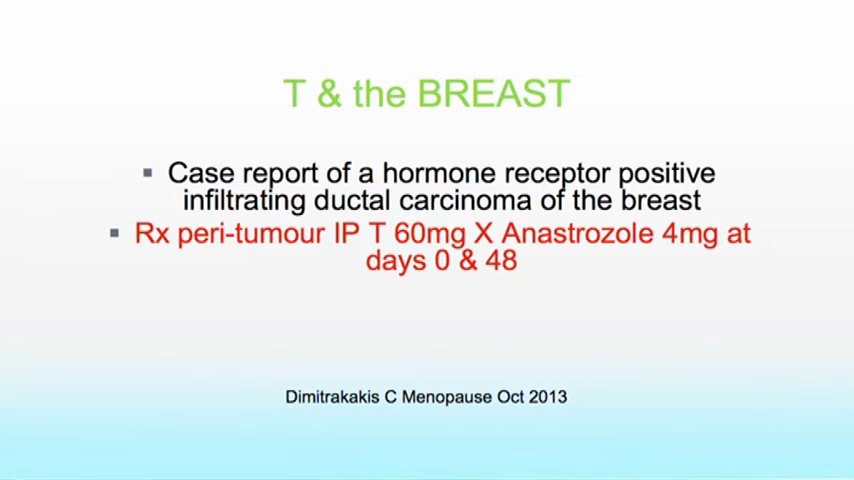 T & the BREAST
▪ Case report of a hormone receptor positive
infiltrating ductal carcinoma of the breast
▪ Rx peri-tumour IP T 60mg X Anastrozole 4mg at
days 0 & 48
Dimitrakakis C Menopause Oct 2013